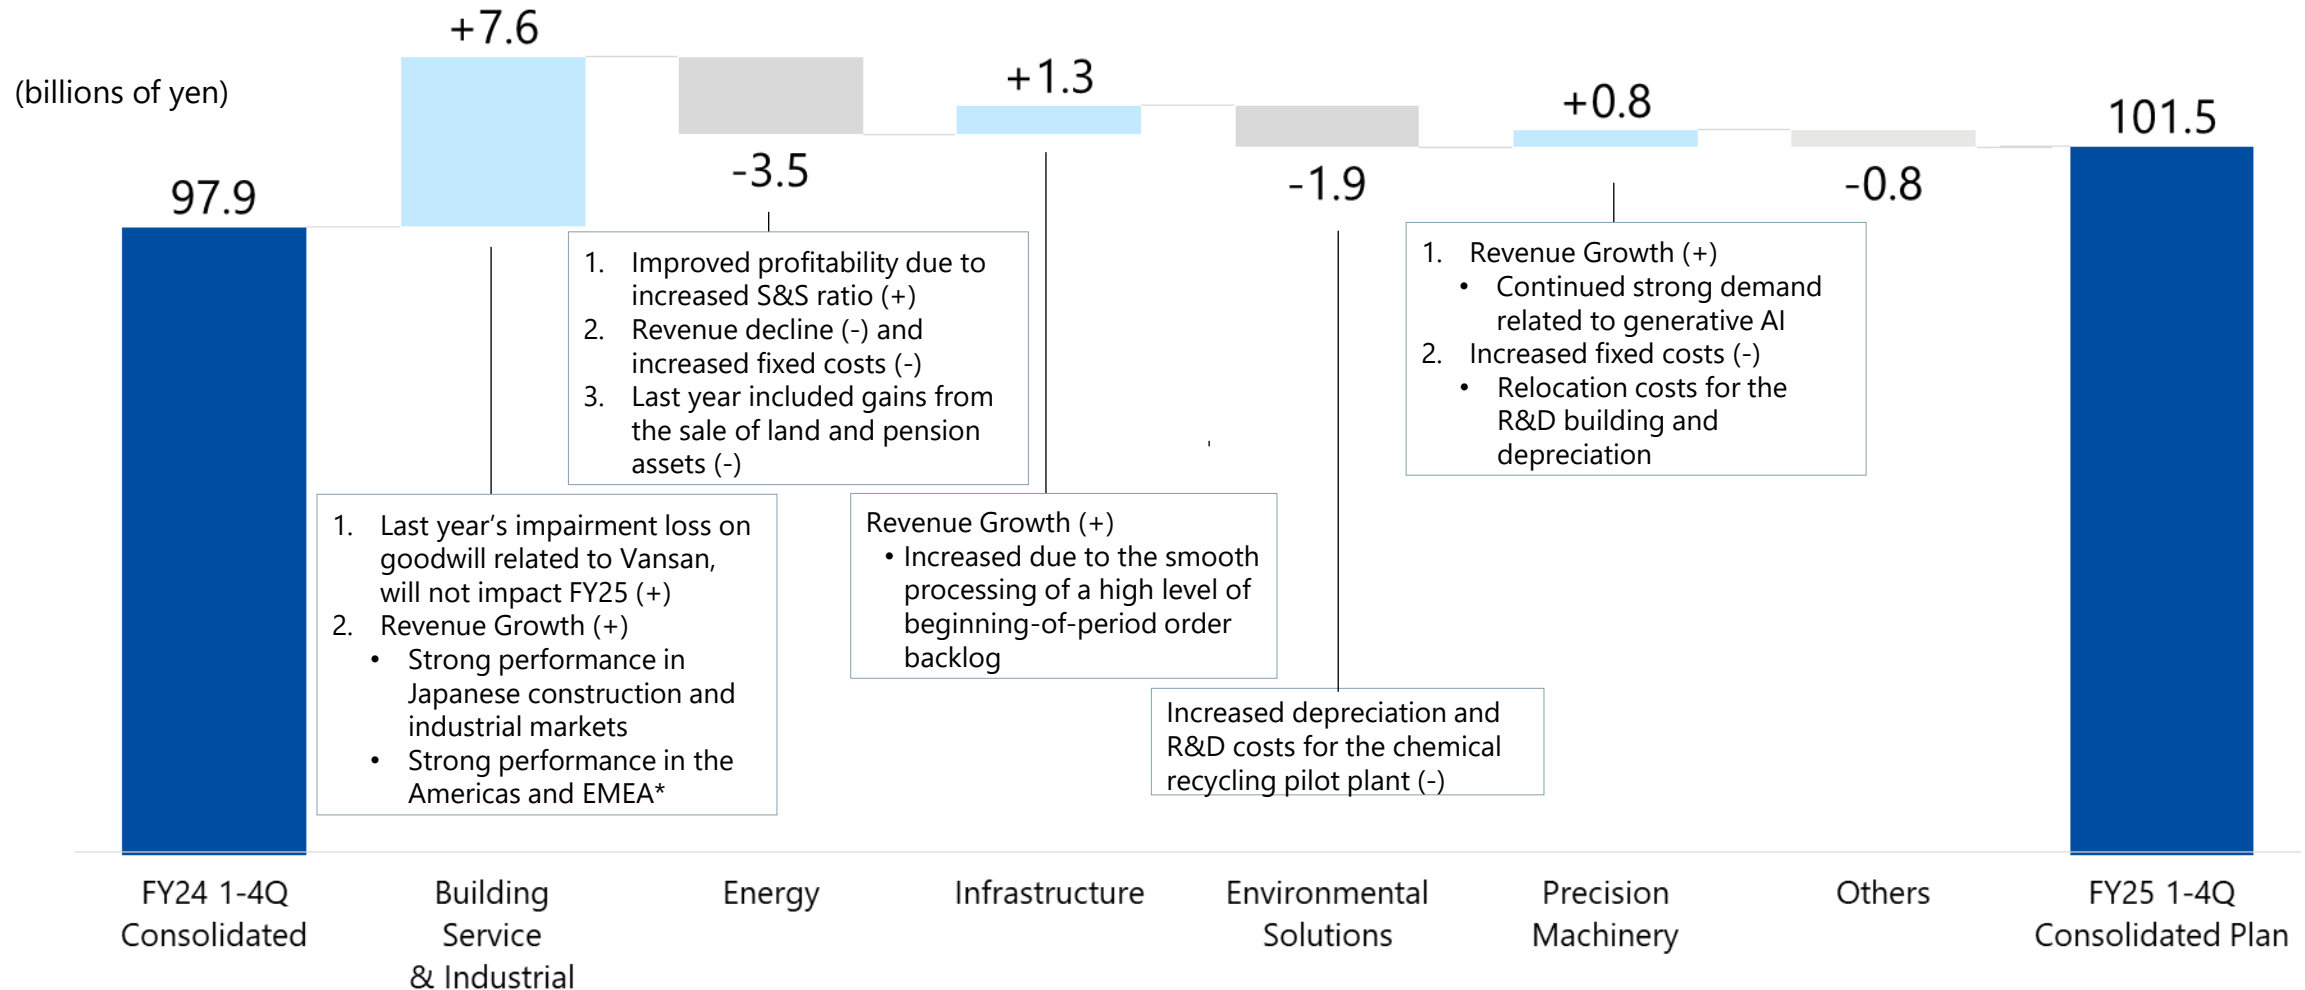 (billions of yen)
97.9
+7.6
-3.5
+1.3
-1.9
+0.8
-0.8
101.5
1. Last year’s impairment loss on
goodwill related to Vansan,
will not impact FY25 (+)
2. Revenue Growth (+)
• Strong performance in
Japanese construction and
industrial markets
• Strong performance in the
Americas and EMEA*
1. Improved profitability due to
increased S&S ratio (+)
2. Revenue decline (-) and
increased fixed costs (-)
3. Last year included gains from
the sale of land and pension
assets (-)
Revenue Growth (+)
• Increased due to the smooth
processing of a high level of
beginning-of-period order
backlog
Increased depreciation and
R&D costs for the chemical
recycling pilot plant (-)
1. Revenue Growth (+)
• Continued strong demand
related to generative AI
2. Increased fixed costs (-)
• Relocation costs for the
R&D building and
depreciation
FY24 1-4Q
Consolidated
Building
Service
& Industrial
Energy
Infrastructure
Environmental
Solutions
Precision
Machinery
Others
FY25 1-4Q
Consolidated Plan